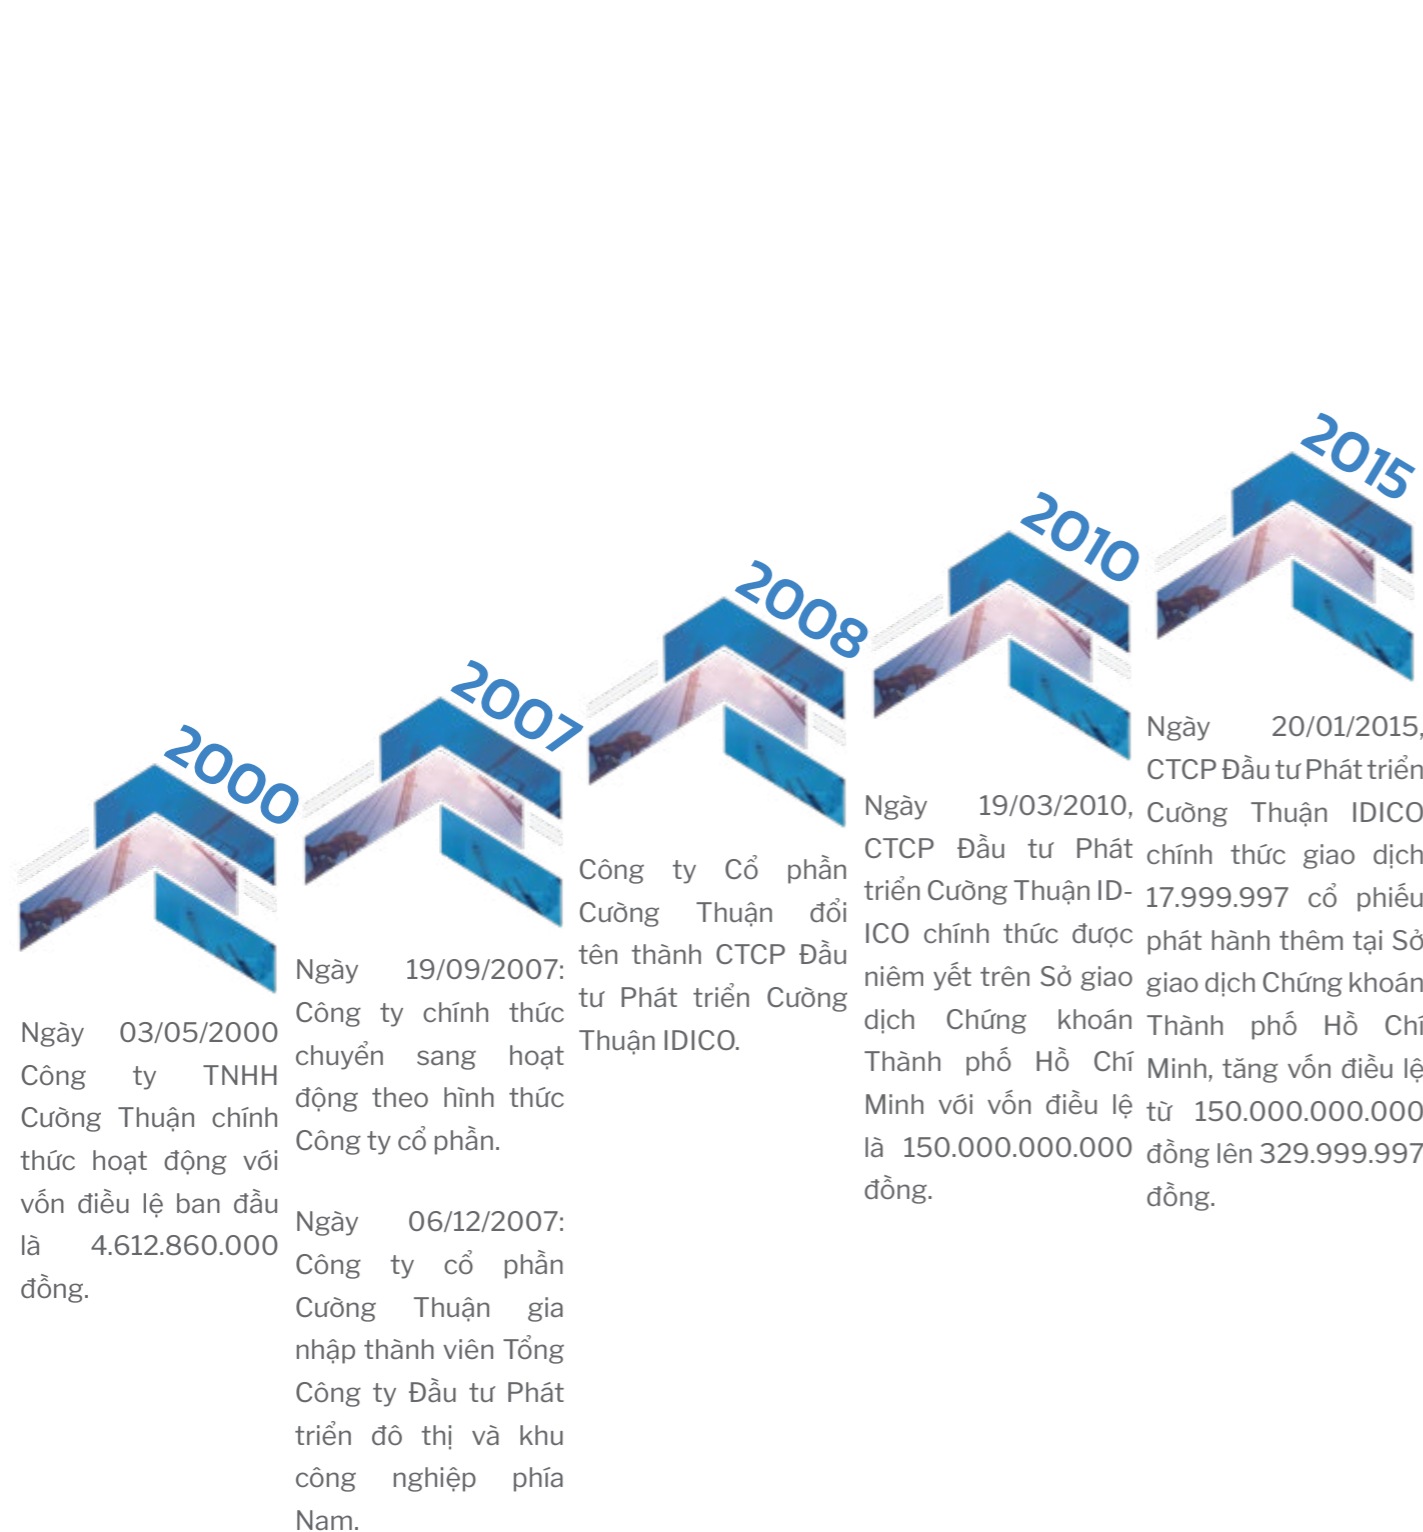 2000
Ngày 03/05/2000
Công ty TNHH
Cường Thuận chính
thức hoạt động với
vốn điều lệ ban đầu
là 4.612.860.000
đồng.
2007
Ngày 19/09/2007:
Công ty chính thức
chuyển sang hoạt
động theo hình thức
Công ty cổ phần.
Ngày 06/12/2007:
Công ty cổ phần
Cường Thuận gia
nhập thành viên Tổng
Công ty Đầu tư Phát
triển đô thị và khu
công nghiệp phía
Nam.
2008
Công ty Cổ phần
Cường Thuận đổi
tên thành CTCP Đầu
tư Phát triển Cường
Thuận IDICO.
2010
Ngày 19/03/2010,
CTCP Đầu tư Phát
triển Cường Thuận ID-
ICO chính thức được
niêm yết trên Sở giao
dịch Chứng khoán
Thành phố Hồ Chí
Minh với vốn điều lệ
là 150.000.000.000
đồng.
2015
Ngày 20/01/2015,
CTCP Đầu tư Phát triển
Cường Thuận IDICO
chính thức giao dịch
17.999.997 cổ phiếu
phát hành thêm tại Sở
giao dịch Chứng khoán
Thành phố Hồ Chí
Minh, tăng vốn điều lệ
từ 150.000.000.000
đồng lên 329.999.997
đồng.